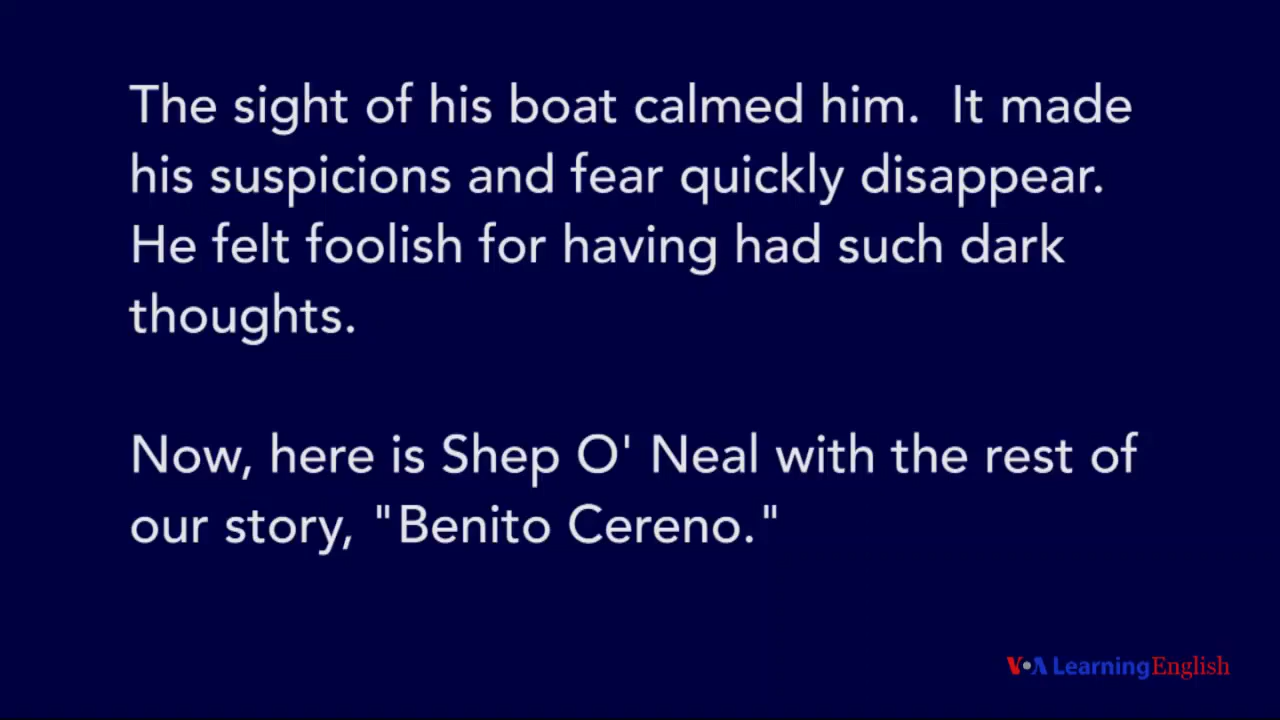 The sight of his boat calmed him.  It made
his suspicions and fear quickly disappear.
He felt foolish for having had such dark
thoughts.
Now, here is Shep O' Neal with the rest of
our story, "Benito Cereno."
VOA Learning English